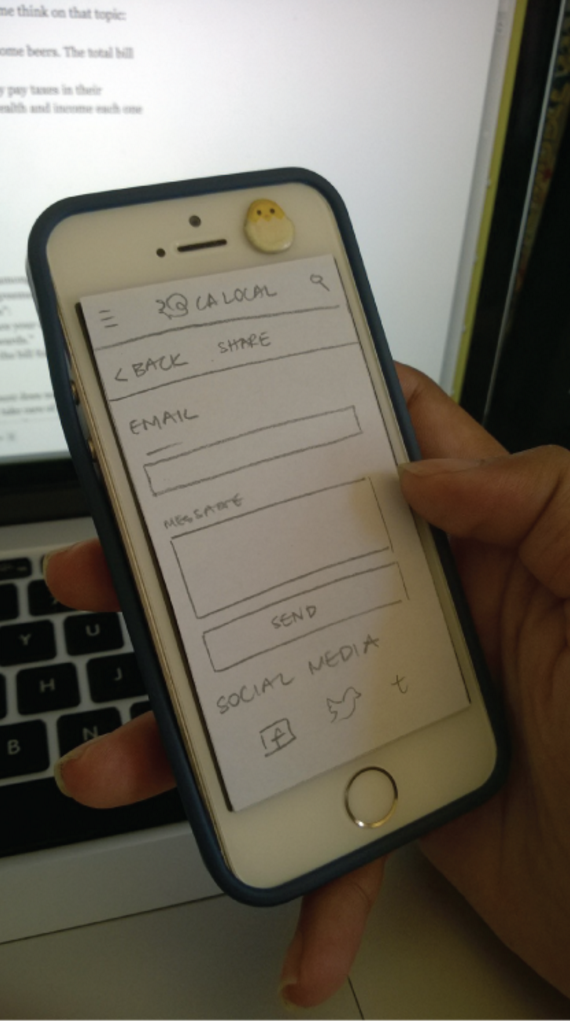 me think on that topic:
ome beers. The total bill
y pay taxes in their
ealth and income each one
CA LOCAL
< BACK SHARE
EMAIL
MESSAGE
SEND
SOCIAL MEDIA
f t
Y U
H J
B N